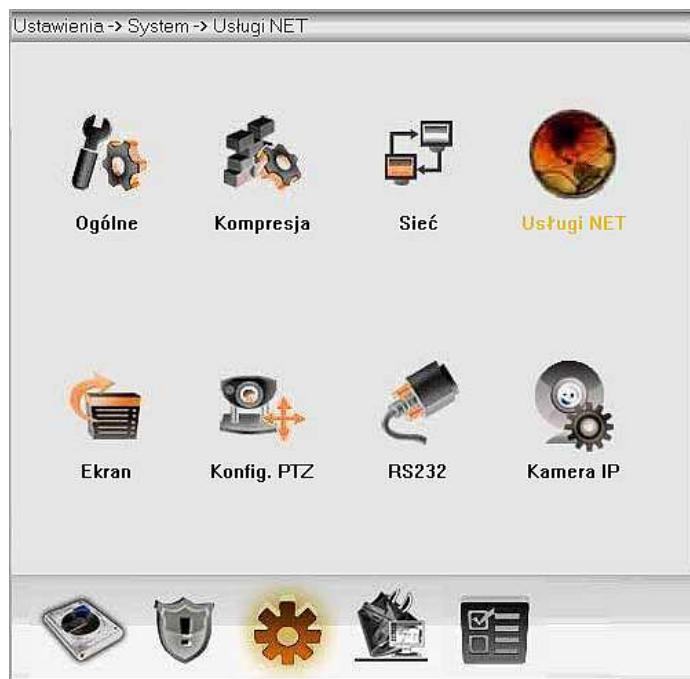 Ustawienia -> System -> Usługi NET
Ogólne
Kompresja
Sieć
Usługi NET
Ekran
Konfig. PTZ
RS232
Kamera IP